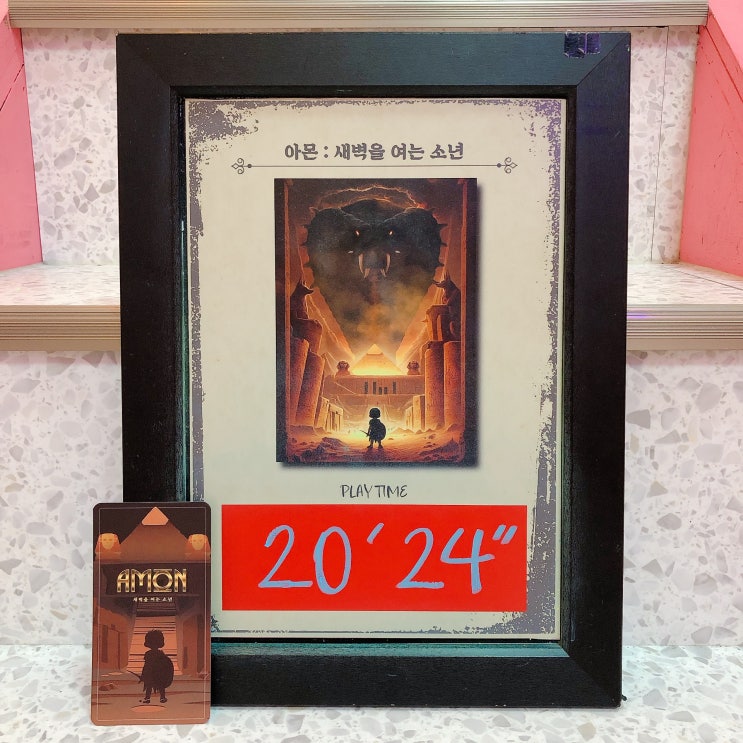 아몬 : 새벽을 여는 소년
PLAY TIME
20′ 24″
AMON
새벽을 여는 소년